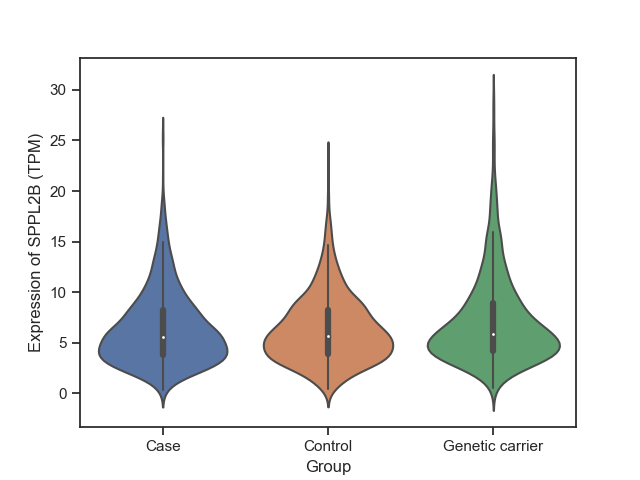 30
25
20
15
10
5
0
Expression of SPPL2B (TPM)
Case Control Genetic carrier
Group